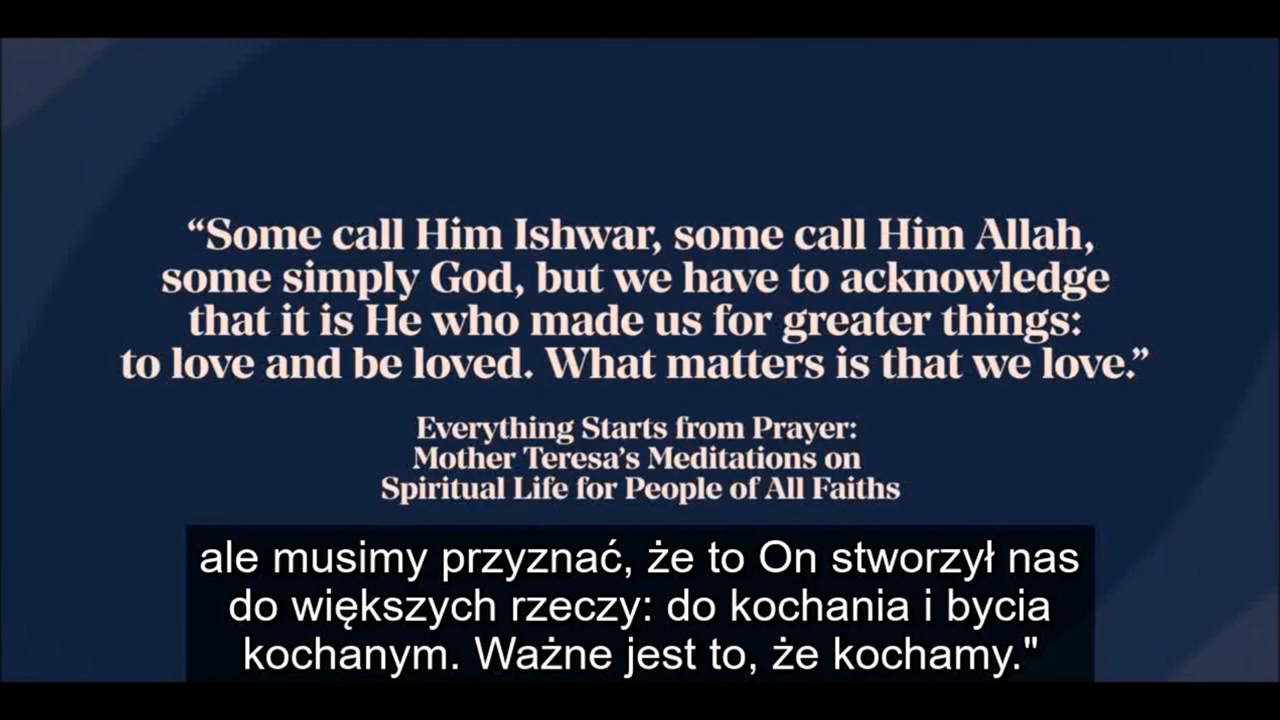 “Some call Him Ishwar, some call Him Allah,
some simply God, but we have to acknowledge
that it is He who made us for greater things:
to love and be loved. What matters is that we love.”
Everything Starts from Prayer:
Mother Teresa’s Meditations on
Spiritual Life for People of All Faiths
ale musimy przyznać, że to On stworzył nas
do większych rzeczy: do kochania i bycia
kochanym. Ważne jest to, że kochamy."